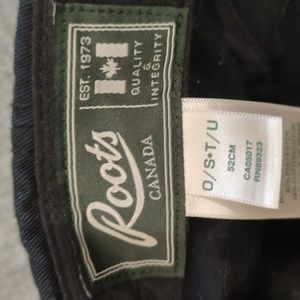 EST. 1973
QUALITY
&
INTEGRITY
Roots
CANADA
O/S•T/U
52CM
CA05017
RN89323